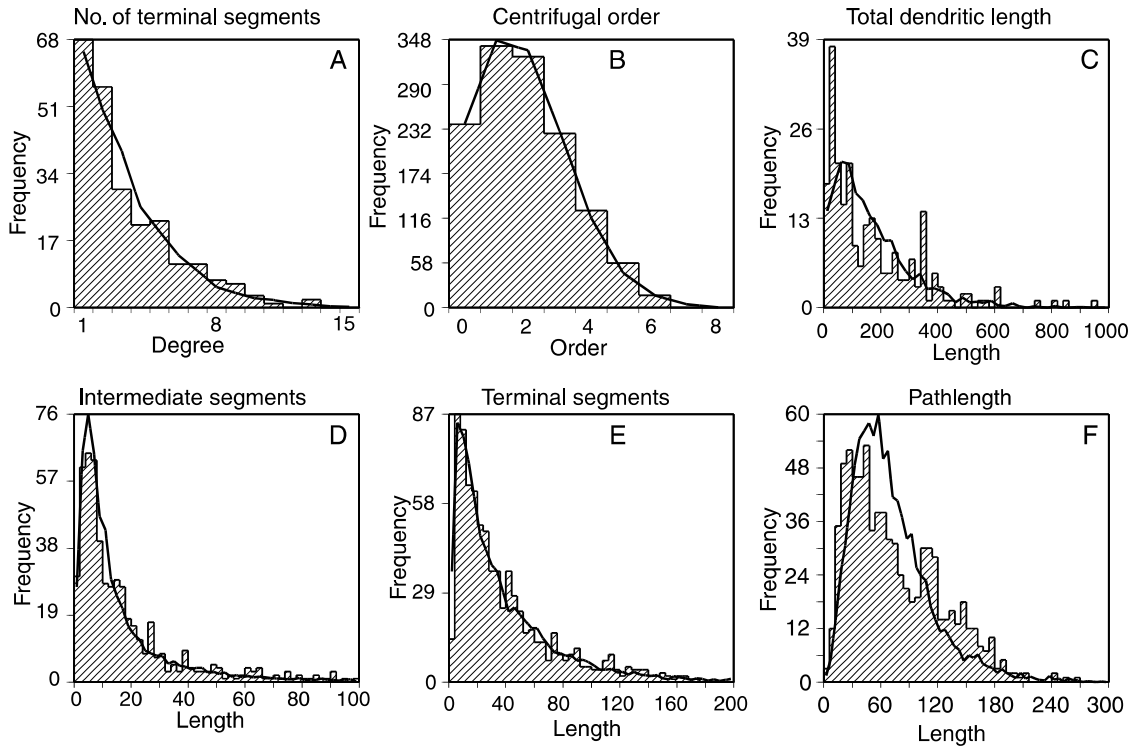 No. of terminal segments
Centrifugal order
Total dendritic length
A
B
C
Frequency
68
51
34
17
0
1
8
15
Degree
Frequency
348
290
232
174
116
58
0
0
2
4
6
8
Order
Frequency
39
26
13
0
0
200
400
600
800
1000
Length
Intermediate segments
Terminal segments
Pathlength
D
E
F
Frequency
76
57
38
19
0
0
20
40
60
80
100
Length
Frequency
87
58
29
0
0
40
80
120
160
200
Length
Frequency
60
48
36
24
12
0
0
60
120
180
240
300
Length